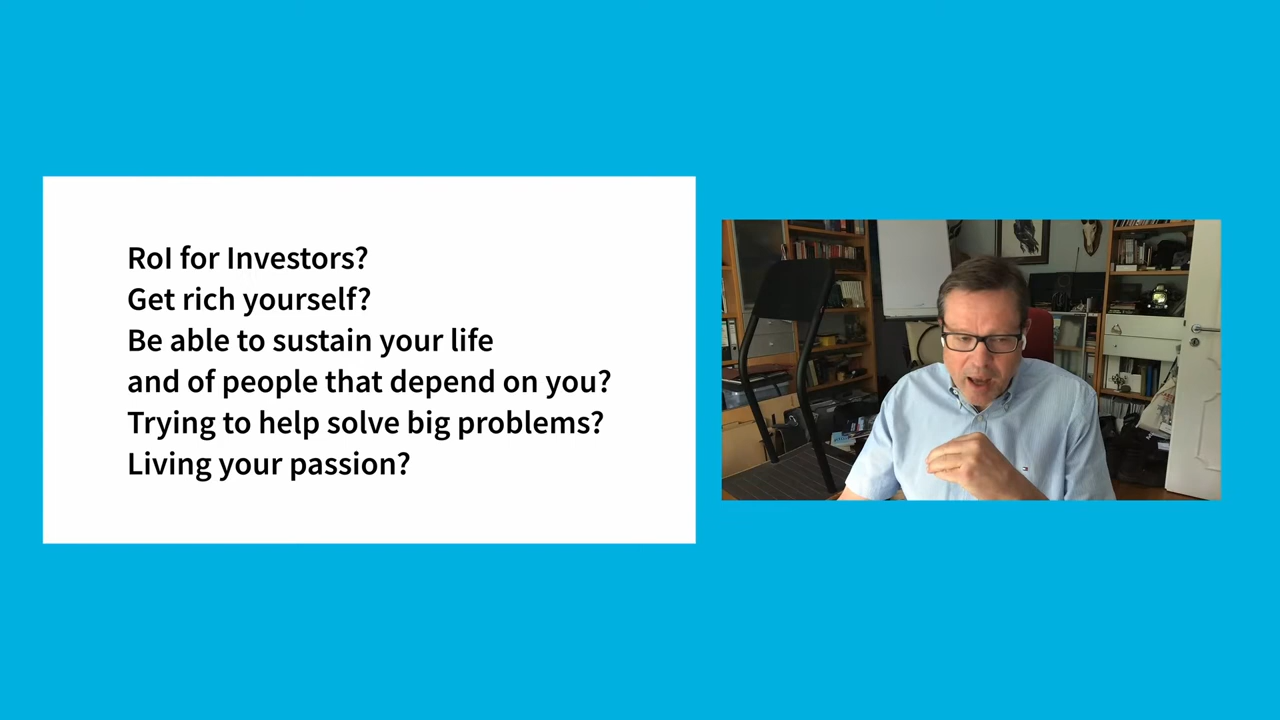 RoI for Investors?
Get rich yourself?
Be able to sustain your life
and of people that depend on you?
Trying to help solve big problems?
Living your passion?